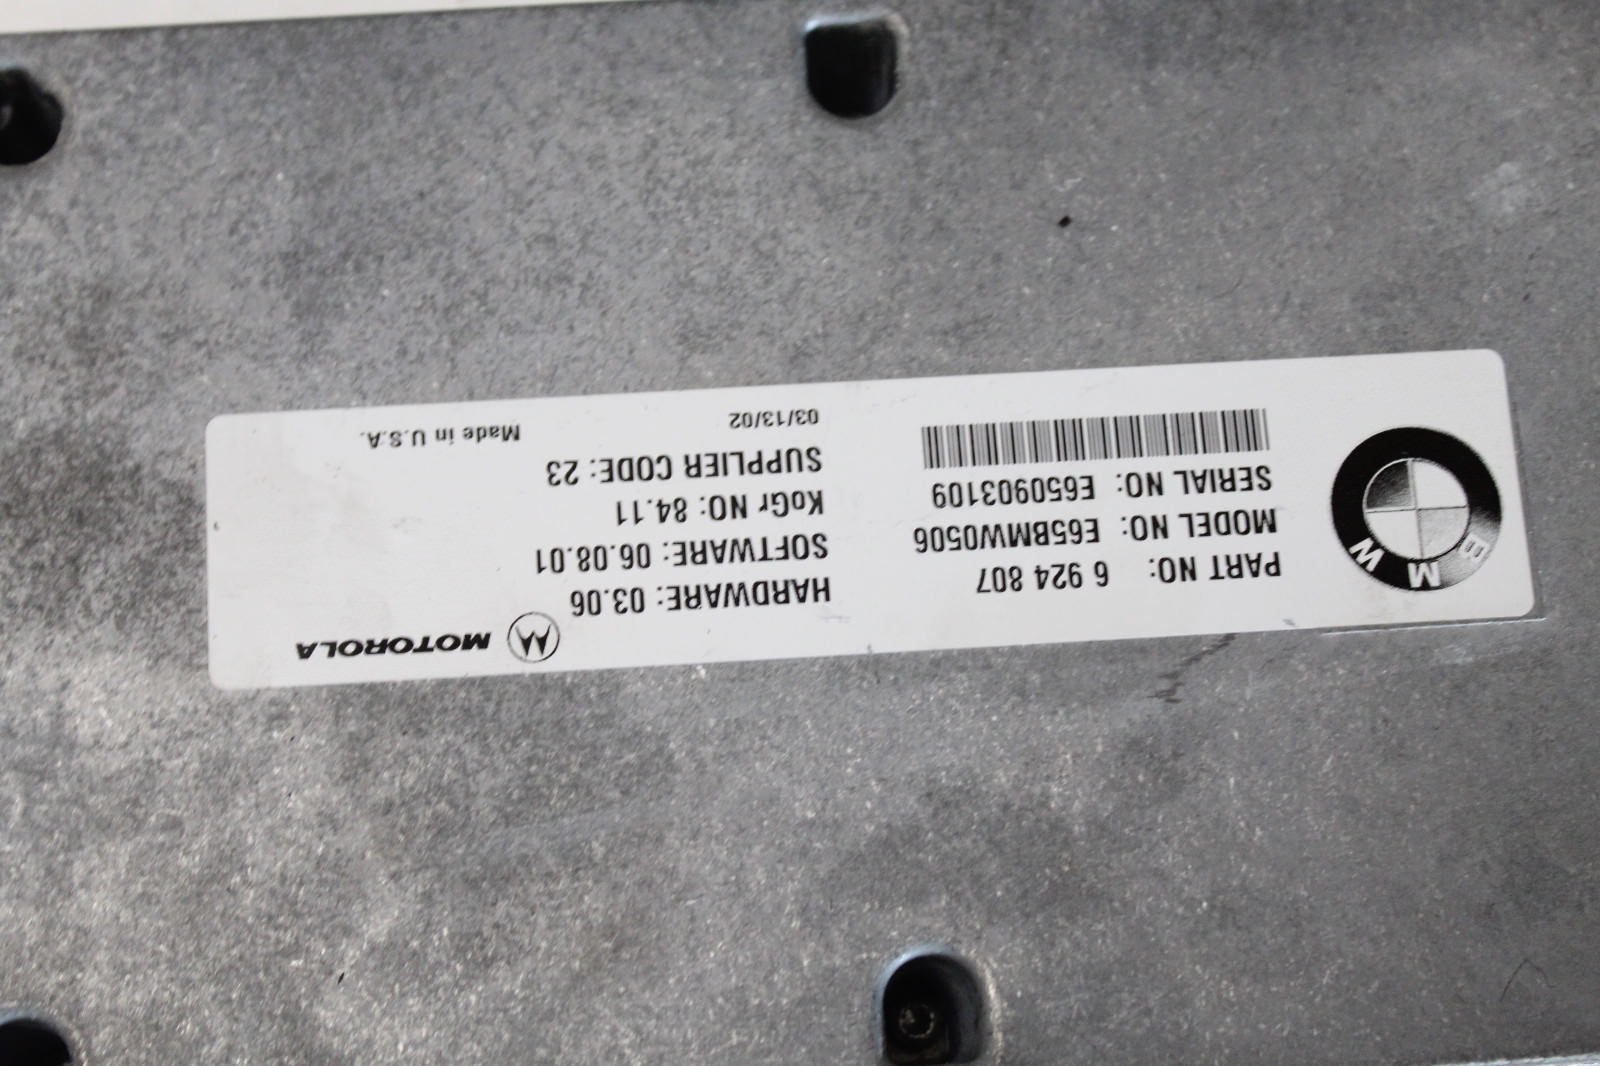 BMW
PART NO: 6 924 807
MODEL NO: E65BMW0506
SERIAL NO: E650903109
MOTOROLA
HARDWARE: 03.06
SOFTWARE: 06.08.01
KoGr NO: 84.11
SUPPLIER CODE: 23
03/13/02 Made in U.S.A.